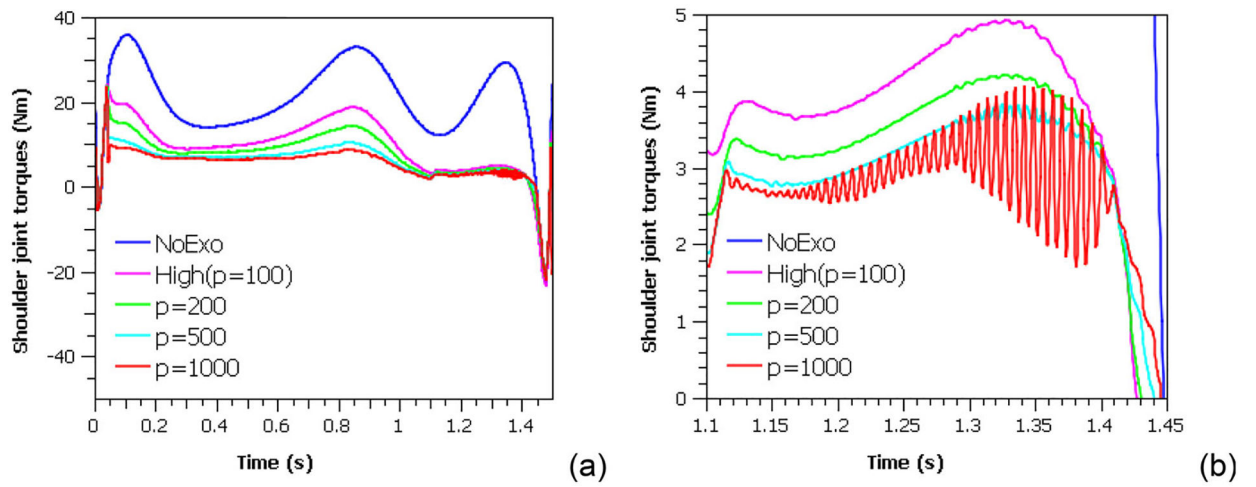 40
20
0
-20
-40
Shoulder joint torques (Nm)
NoExo
High(p=100)
p=200
p=500
p=1000
0 0.2 0.4 0.6 0.8 1 1.2 1.4
Time (s)
(a)
5
4
3
2
1
0
Shoulder joint torques (Nm)
NoExo
High(p=100)
p=200
p=500
p=1000
1.1 1.15 1.2 1.25 1.3 1.35 1.4 1.45
Time (s)
(b)